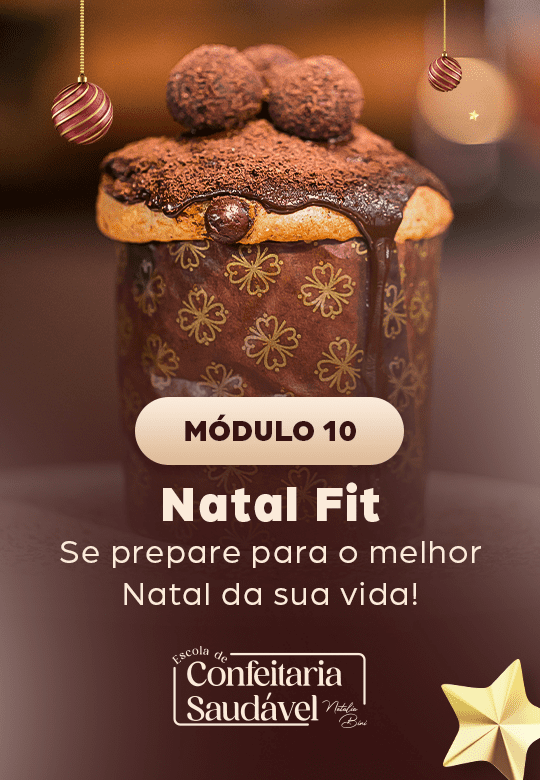 MÓDULO 10
Natal Fit
Se prepare para o melhor
Natal da sua vida!
Escola de
Confeitaria
Saudável
Natalia
Bini